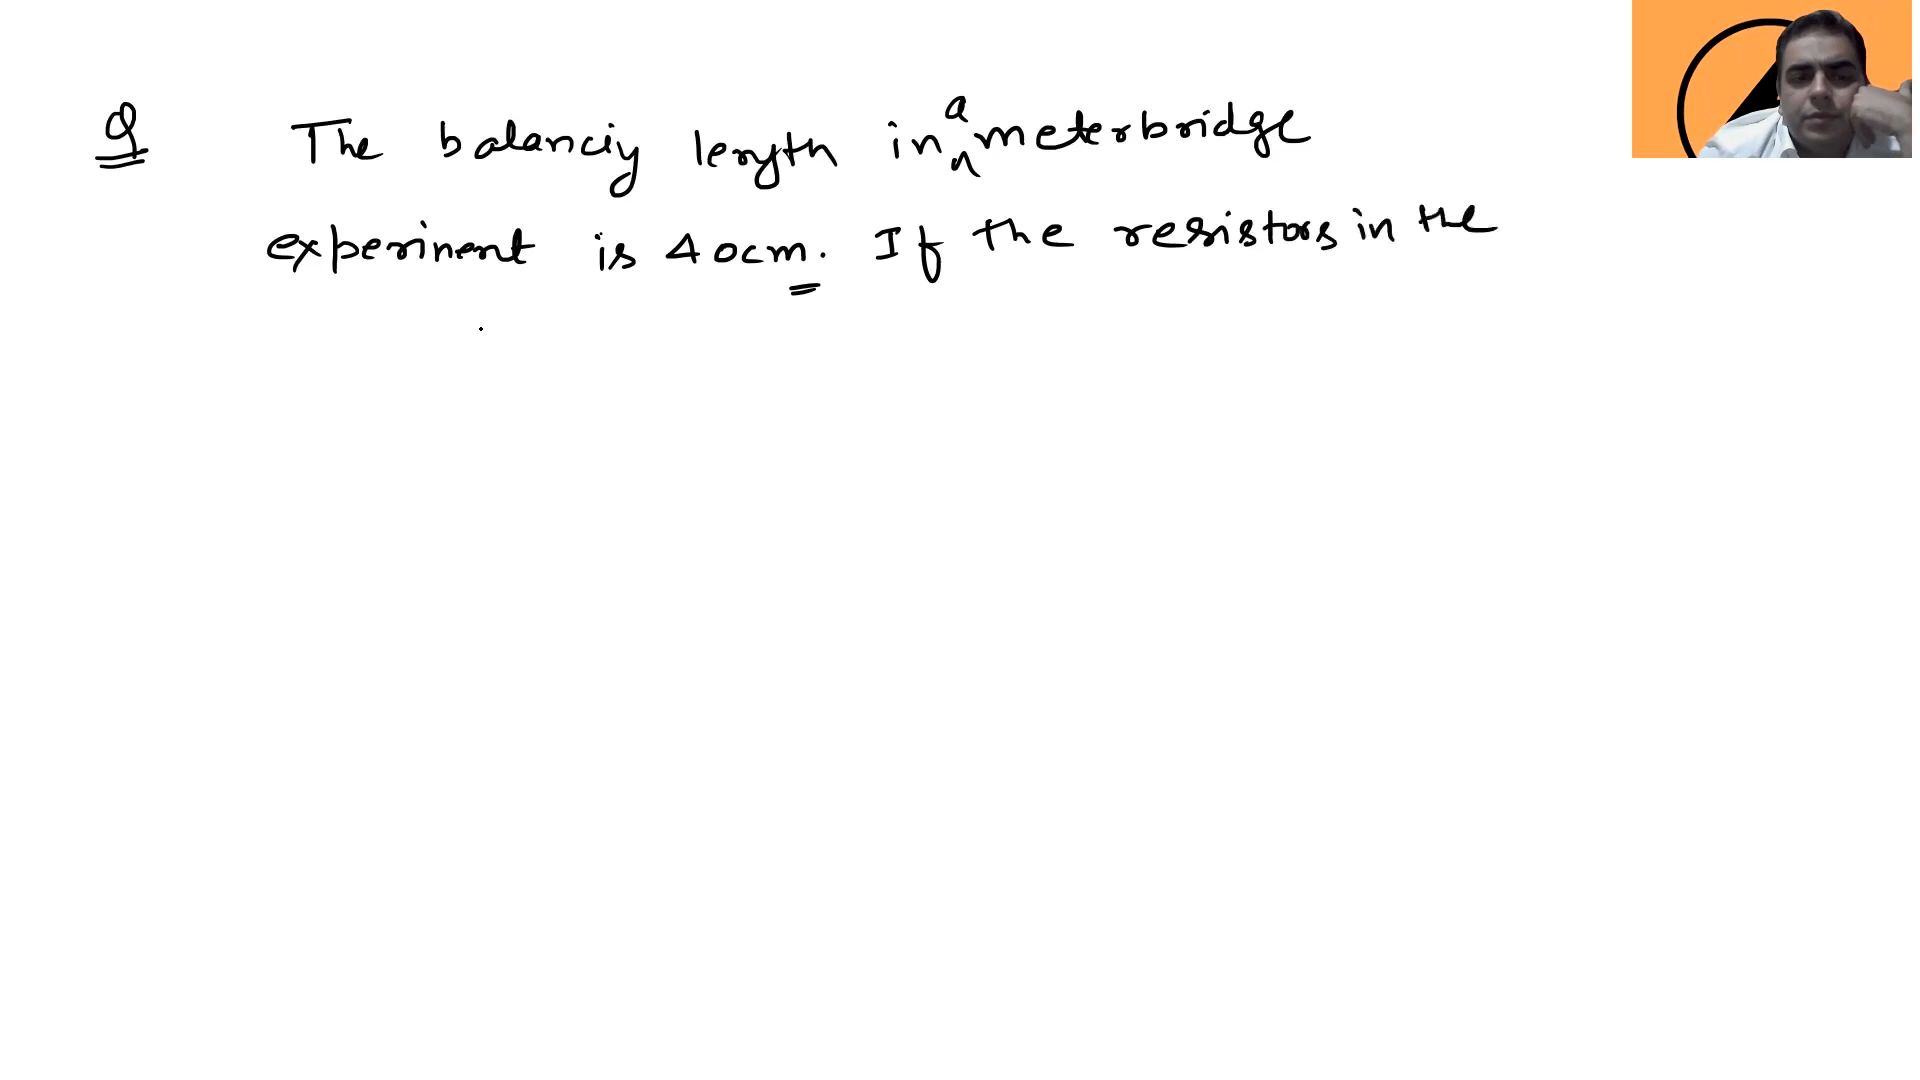 Q The balancing length in a meterbridge
experiment is 40cm. If the resistors in the